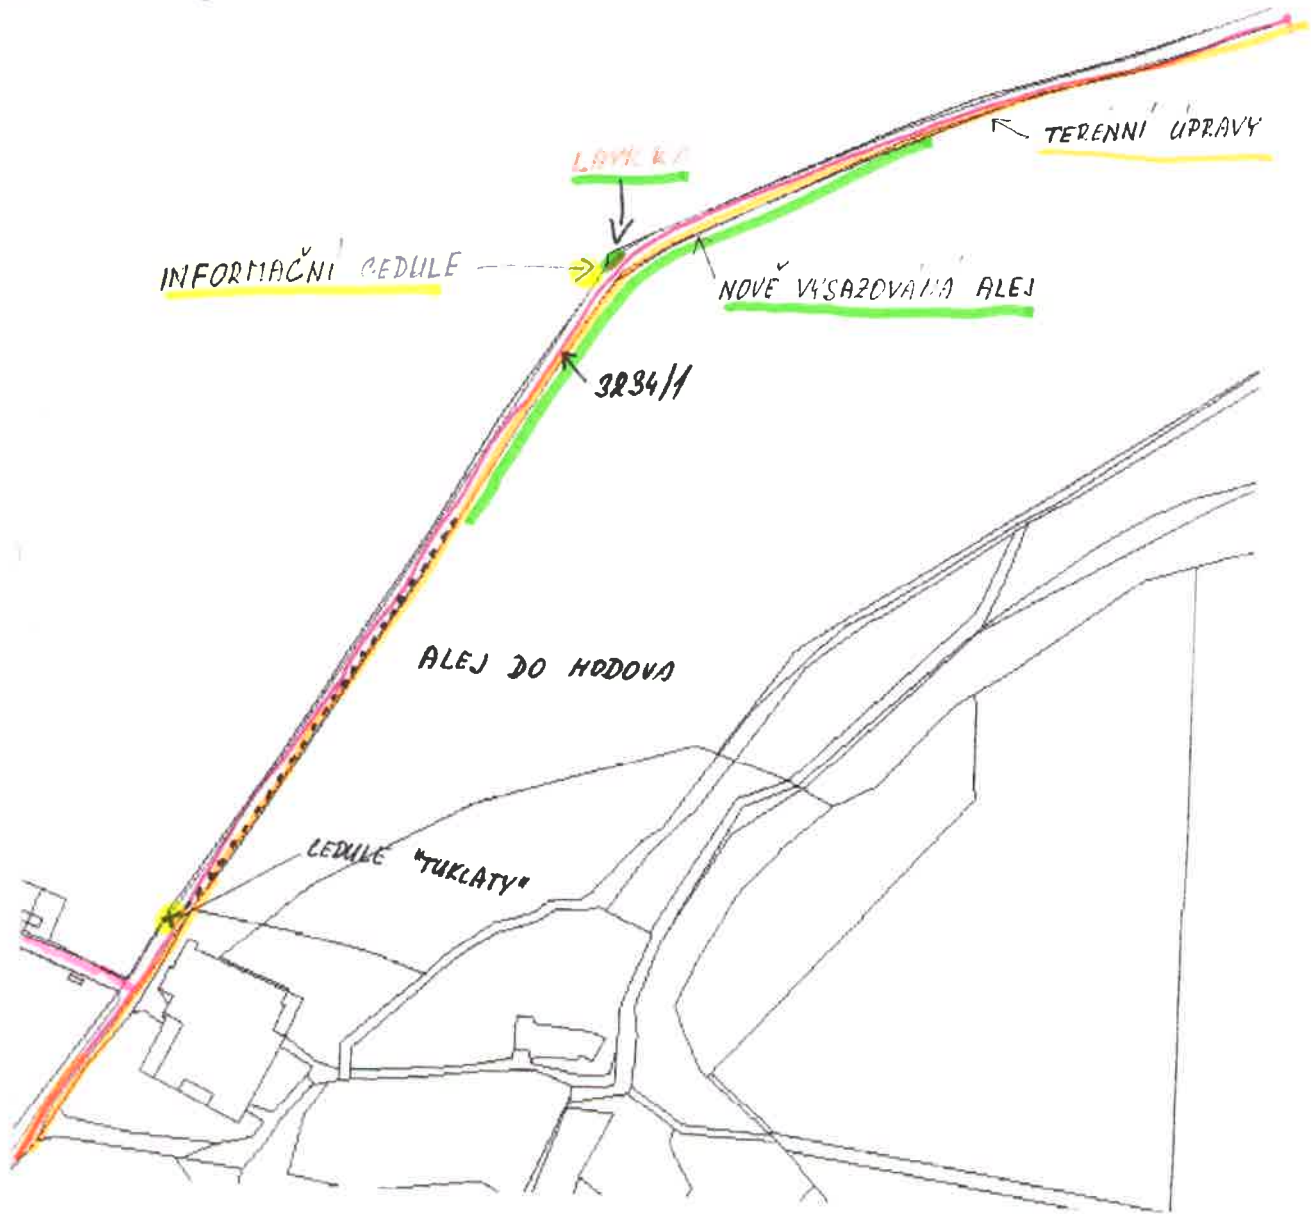 TERENNÍ ÚPRAVY
LAVIČKA
INFORMAČNÍ CEDULE
NOVĚ VYSAZOVANÁ ALEJ
3234/1
ALEJ DO HODOVA
CEDULE "TUKLATY"